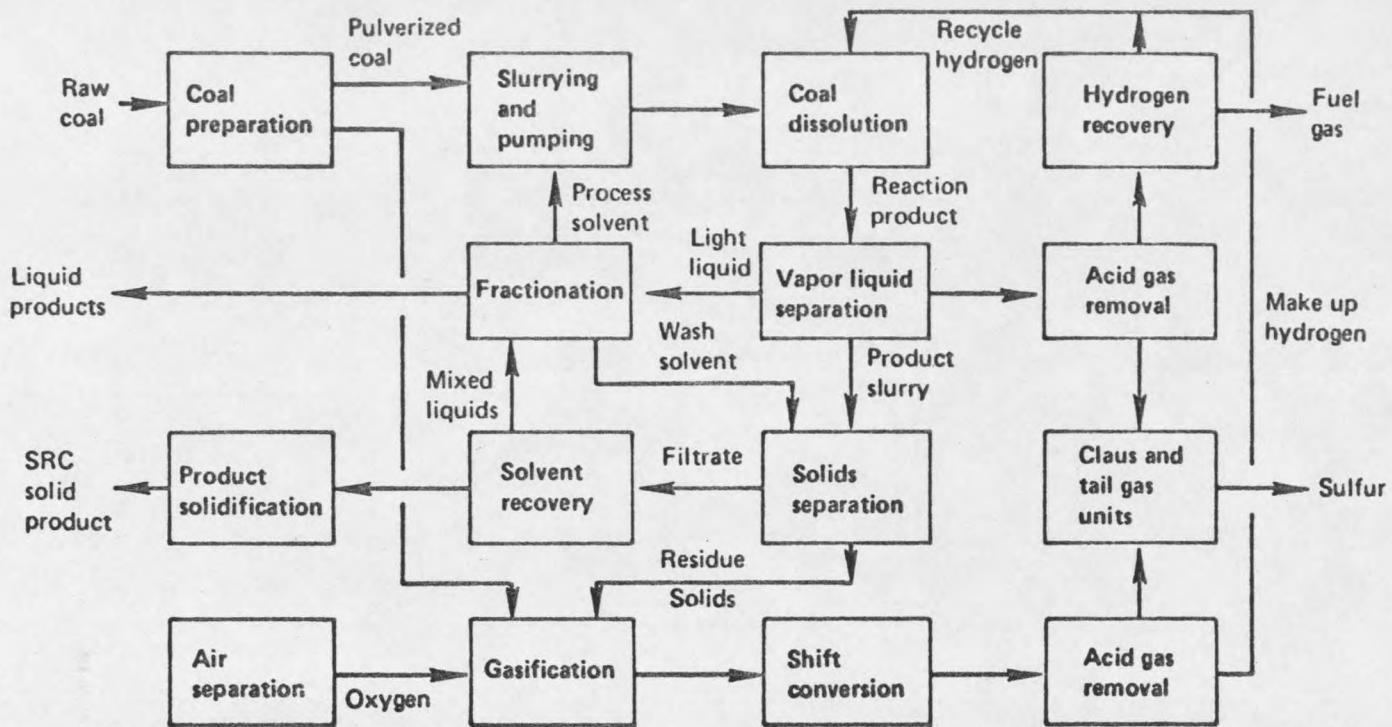 Pulverized
coal
Recycle
hydrogen
Raw
coal
Coal
preparation
Slurrying
and
pumping
Coal
dissolution
Hydrogen
recovery
Fuel
gas
Process
solvent
Reaction
product
Light
liquid
Liquid
products
Fractionation
Vapor liquid
separation
Acid gas
removal
Make up
hydrogen
Wash
solvent
Product
slurry
Mixed
liquids
SRC
solid
product
Product
solidification
Solvent
recovery
Filtrate
Solids
separation
Claus and
tail gas
units
Sulfur
Residue
Solids
Air
separation
Oxygen
Gasification
Shift
conversion
Acid gas
removal